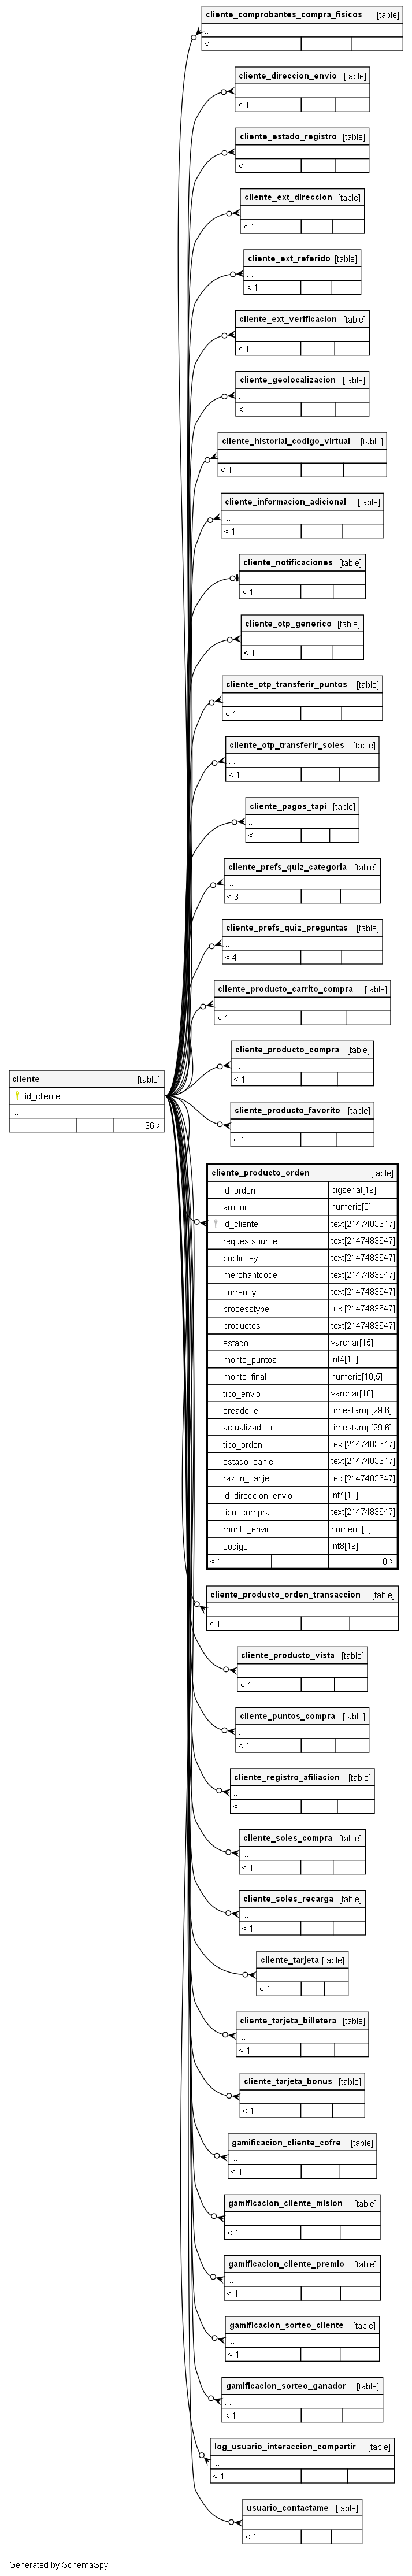 cliente_comprobantes_compra_fisicos [table]
...
< 1
cliente_direccion_envio [table]
...
< 1
cliente_estado_registro [table]
...
< 1
cliente_ext_direccion [table]
...
< 1
cliente_ext_referido [table]
...
< 1
cliente_ext_verificacion [table]
...
< 1
cliente_geolocalizacion [table]
...
< 1
cliente_historial_codigo_virtual [table]
...
< 1
cliente_informacion_adicional [table]
...
< 1
cliente_notificaciones [table]
...
< 1
cliente_otp_generico [table]
...
< 1
cliente_otp_transferir_puntos [table]
...
< 1
cliente_otp_transferir_soles [table]
...
< 1
cliente_pagos_tapi [table]
...
< 1
cliente_prefs_quiz_categoria [table]
...
< 3
cliente_prefs_quiz_preguntas [table]
...
< 4
cliente_producto_carrito_compra [table]
...
< 1
cliente_producto_compra [table]
...
< 1
cliente [table]
id_cliente
...
36 >
cliente_producto_favorito [table]
...
< 1
cliente_producto_orden [table]
id_orden bigserial[19]
amount numeric[0]
id_cliente text[2147483647]
requestsource text[2147483647]
publickey text[2147483647]
merchantcode text[2147483647]
currency text[2147483647]
processtype text[2147483647]
productos text[2147483647]
estado varchar[15]
monto_puntos int4[10]
monto_final numeric[10,5]
tipo_envio varchar[10]
creado_el timestamp[29,6]
actualizado_el timestamp[29,6]
tipo_orden text[2147483647]
estado_canje text[2147483647]
razon_canje text[2147483647]
id_direccion_envio int4[10]
tipo_compra text[2147483647]
monto_envio numeric[0]
codigo int8[19]
< 1 0 >
cliente_producto_orden_transaccion [table]
...
< 1
cliente_producto_vista [table]
...
< 1
cliente_puntos_compra [table]
...
< 1
cliente_registro_afiliacion [table]
...
< 1
cliente_soles_compra [table]
...
< 1
cliente_soles_recarga [table]
...
< 1
cliente_tarjeta [table]
...
< 1
cliente_tarjeta_billetera [table]
...
< 1
cliente_tarjeta_bonus [table]
...
< 1
gamificacion_cliente_cofre [table]
...
< 1
gamificacion_cliente_mision [table]
...
< 1
gamificacion_cliente_premio [table]
...
< 1
gamificacion_sorteo_cliente [table]
...
< 1
gamificacion_sorteo_ganador [table]
...
< 1
log_usuario_interaccion_compartir [table]
...
< 1
usuario_contactame [table]
...
< 1
Generated by SchemaSpy